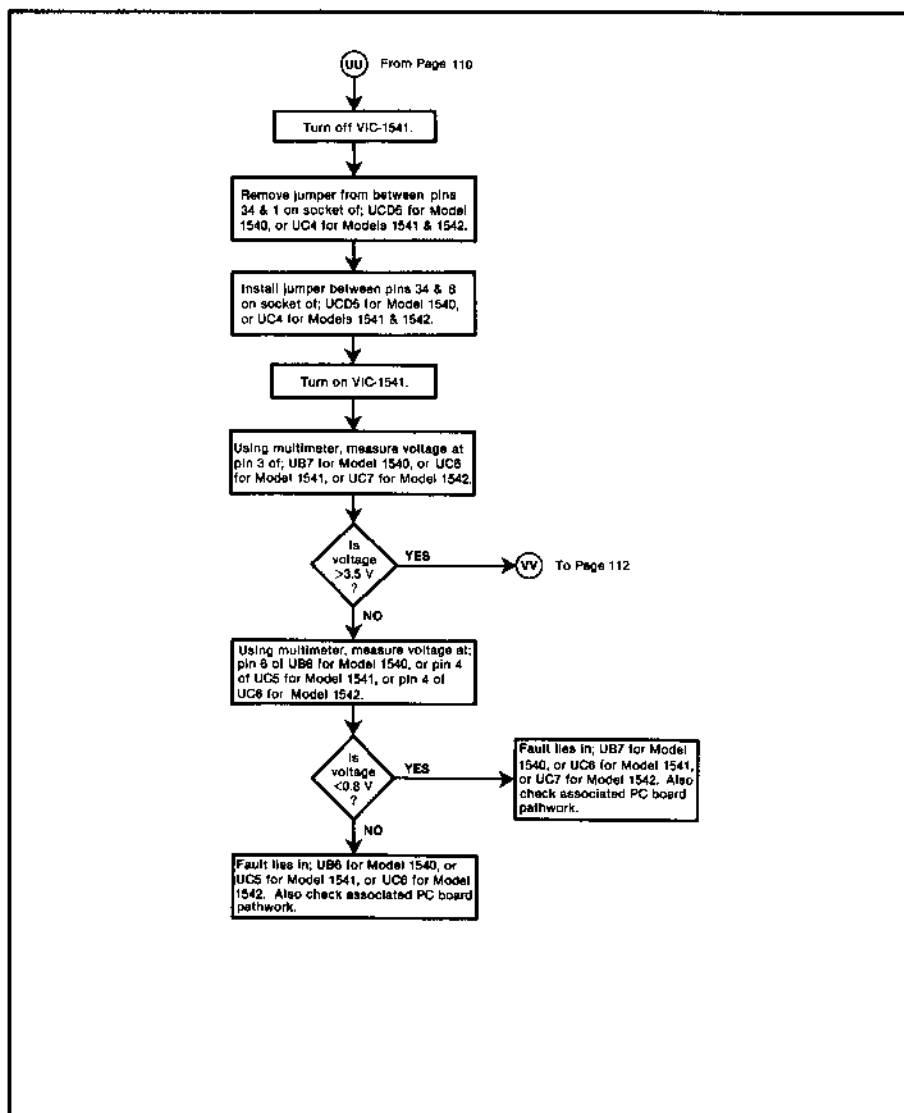 UU From Page 110
Turn off VIC-1541.
Remove jumper from between pins
34 & 1 on socket of; UCD5 for Model
1540, or UC4 for Models 1541 & 1542.
Install jumper between pins 34 & 8
on socket of; UCD5 for Model 1540,
or UC4 for Models 1541 & 1542.
Turn on VIC-1541.
Using multimeter, measure voltage at
pin 3 of; UB7 for Model 1540, or UC6
for Model 1541, or UC7 for Model 1542.
Is
voltage
>3.5 V
?
YES
VV To Page 112
NO
Using multimeter, measure voltage at;
pin 6 of UB6 for Model 1540, or pin 4
of UC5 for Model 1541, or pin 4 of
UC6 for Model 1542.
Is
voltage
<0.8 V
?
YES
Fault lies in; UB7 for Model
1540, or UC6 for Model 1541,
or UC7 for Model 1542. Also
check associated PC board
pathwork.
NO
Fault lies in; UB6 for Model 1540, or
UC5 for Model 1541, or UC6 for Model
1542. Also check associated PC board
pathwork.